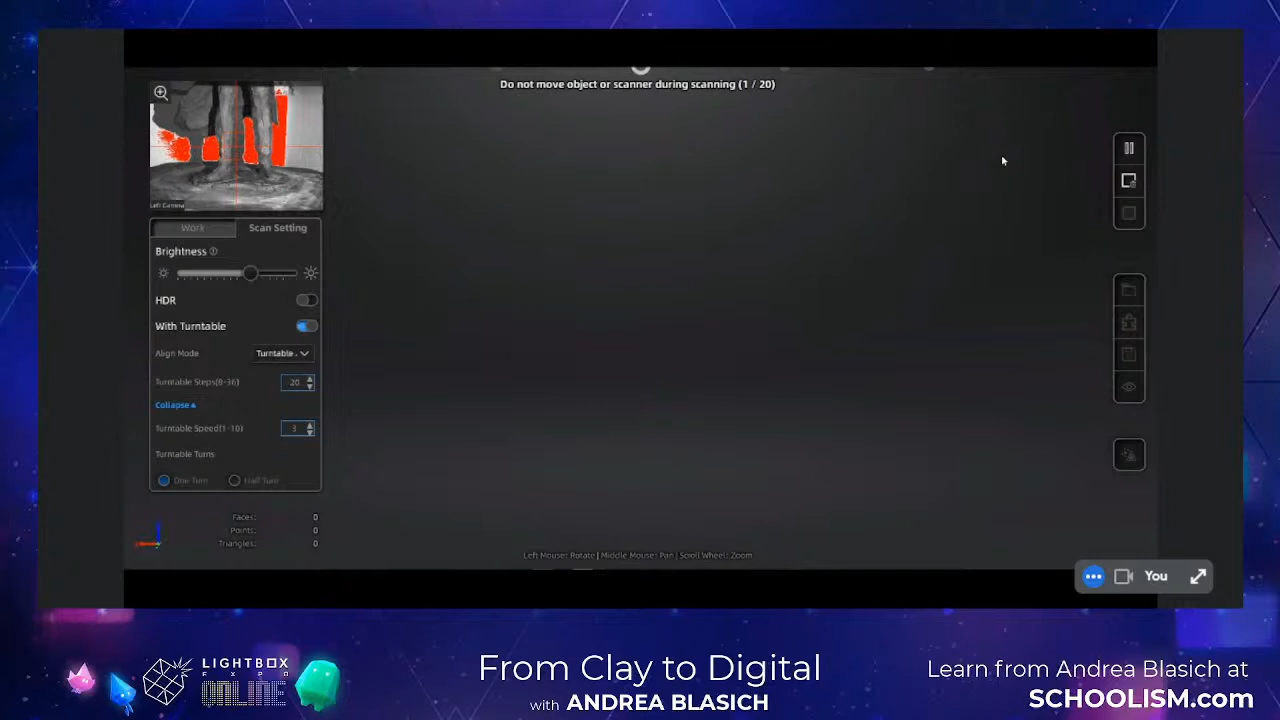 Do not move object or scanner during scanning (1 / 20)
Left Camera
Work
Scan Setting
Brightness
HDR
With Turntable
Align Mode
Turntable .
Turntable Steps(8-36)
20
Collapse
Turntable Speed(1-10)
3
Turntable Turns
One Turn
Half Turn
Faces: 0
Points: 0
Triangles: 0
Left Mouse: Rotate | Middle Mouse: Pan | Scroll Wheel: Zoom
You
LIGHTBOX
EXPO
ONLINE
From Clay to Digital
with ANDREA BLASICH
Learn from Andrea Blasich at
SCHOOLISM.com